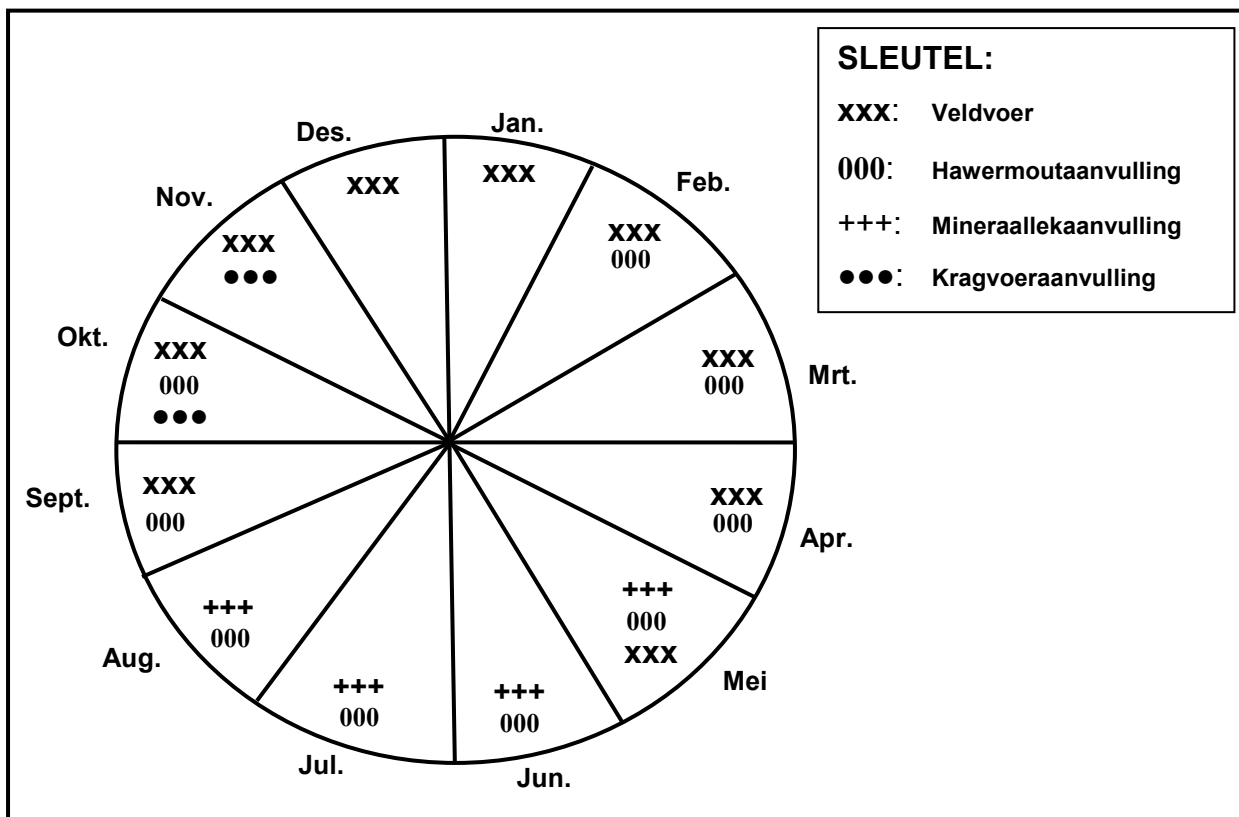 SLEUTEL:
xxx: Veldvoer
000: Hawermoutaanvulling
+++: Mineraallekaanvulling
●●●: Kragvoeraanvulling
Jan.
xxx
Feb.
xxx
000
Mrt.
xxx
000
Apr.
xxx
000
Mei
+++
000
xxx
Jun.
+++
000
Jul.
+++
000
Aug.
+++
000
Sept.
xxx
000
Okt.
xxx
000
●●●
Nov.
xxx
●●●
Des.
xxx